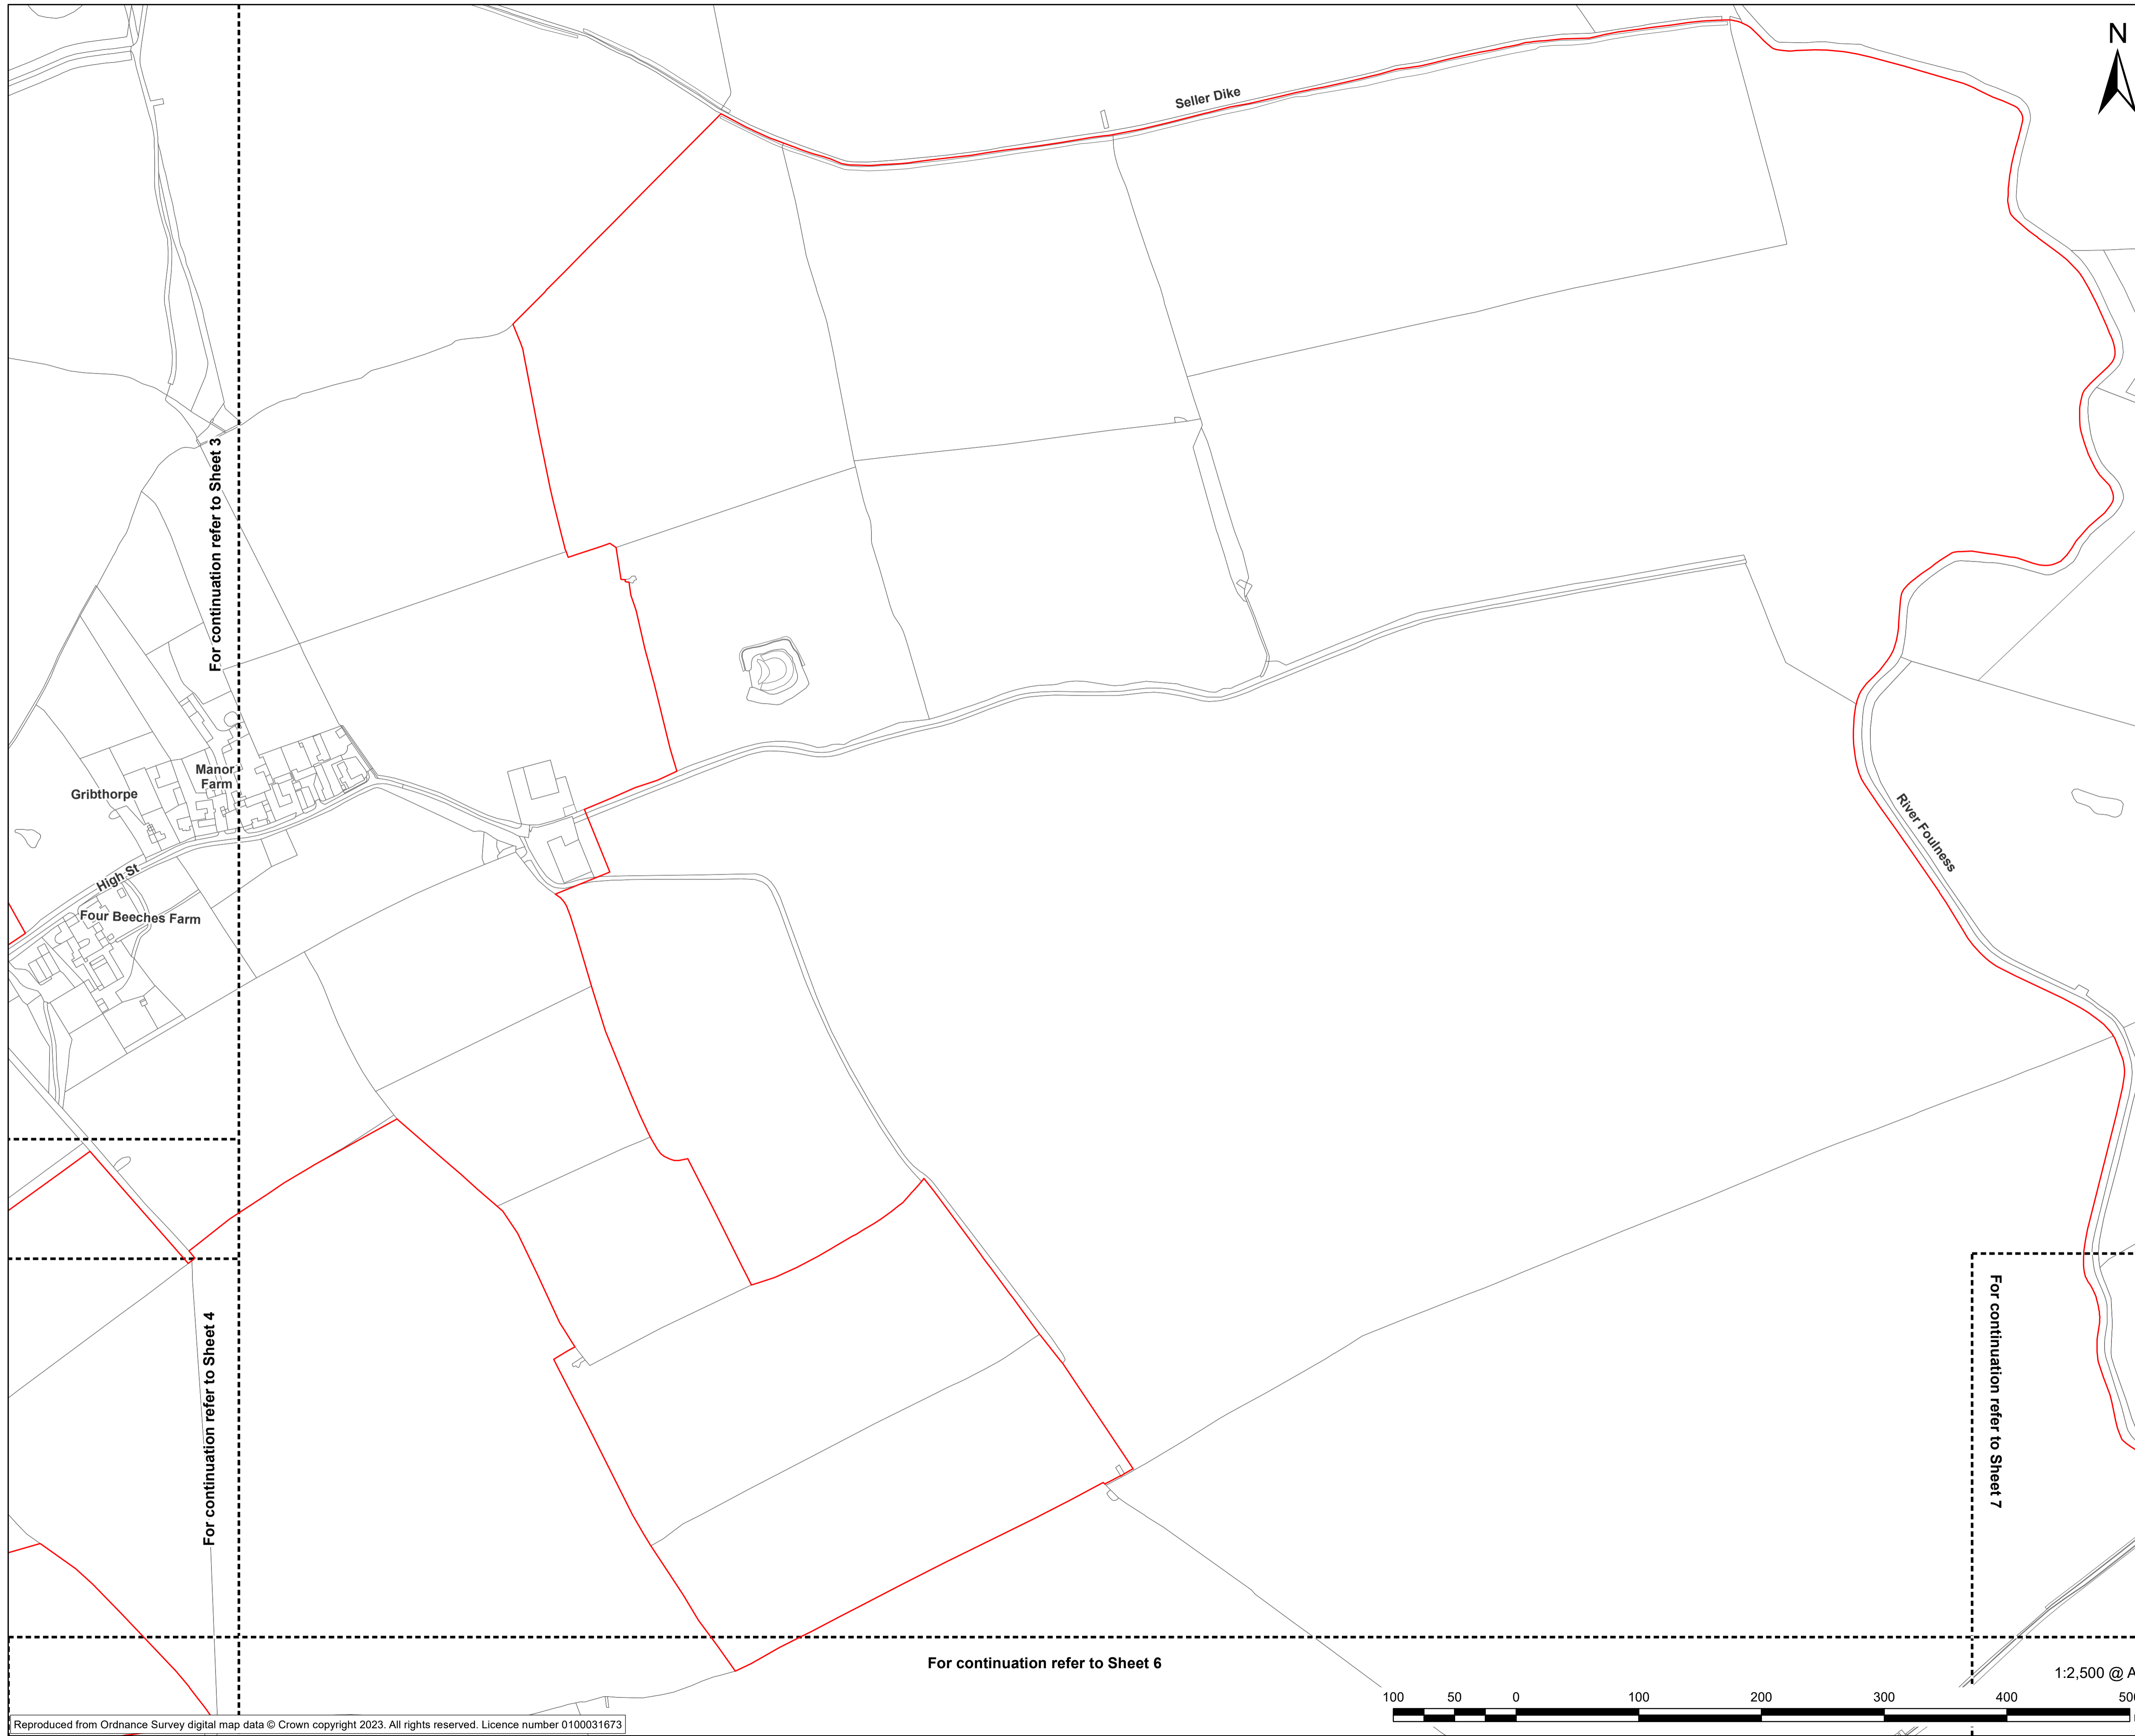 N
Seller Dike
For continuation refer to Sheet 3
Manor
Farm
Gribthorpe
River Foulness
High St
Four Beeches Farm
For continuation refer to Sheet 4
For continuation refer to Sheet 7
For continuation refer to Sheet 6
1:2,500 @ A
100 50 0 100 200 300 400 500
Reproduced from Ordnance Survey digital map data © Crown copyright 2023. All rights reserved. Licence number 0100031673